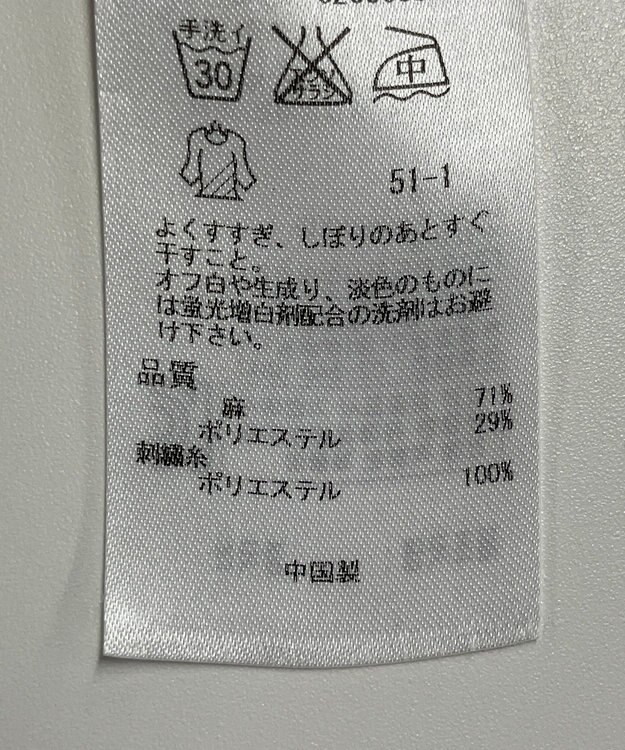 手洗イ
30
エンソ
サラシ
中
51-1
よくすすぎ、しぼりのあとすぐ
干すこと。
オフ白や生成り、淡色のものに
は蛍光増白剤配合の洗剤はお避
け下さい。
品質
麻 71%
ポリエステル 29%
刺繍糸
ポリエステル 100%
中国製